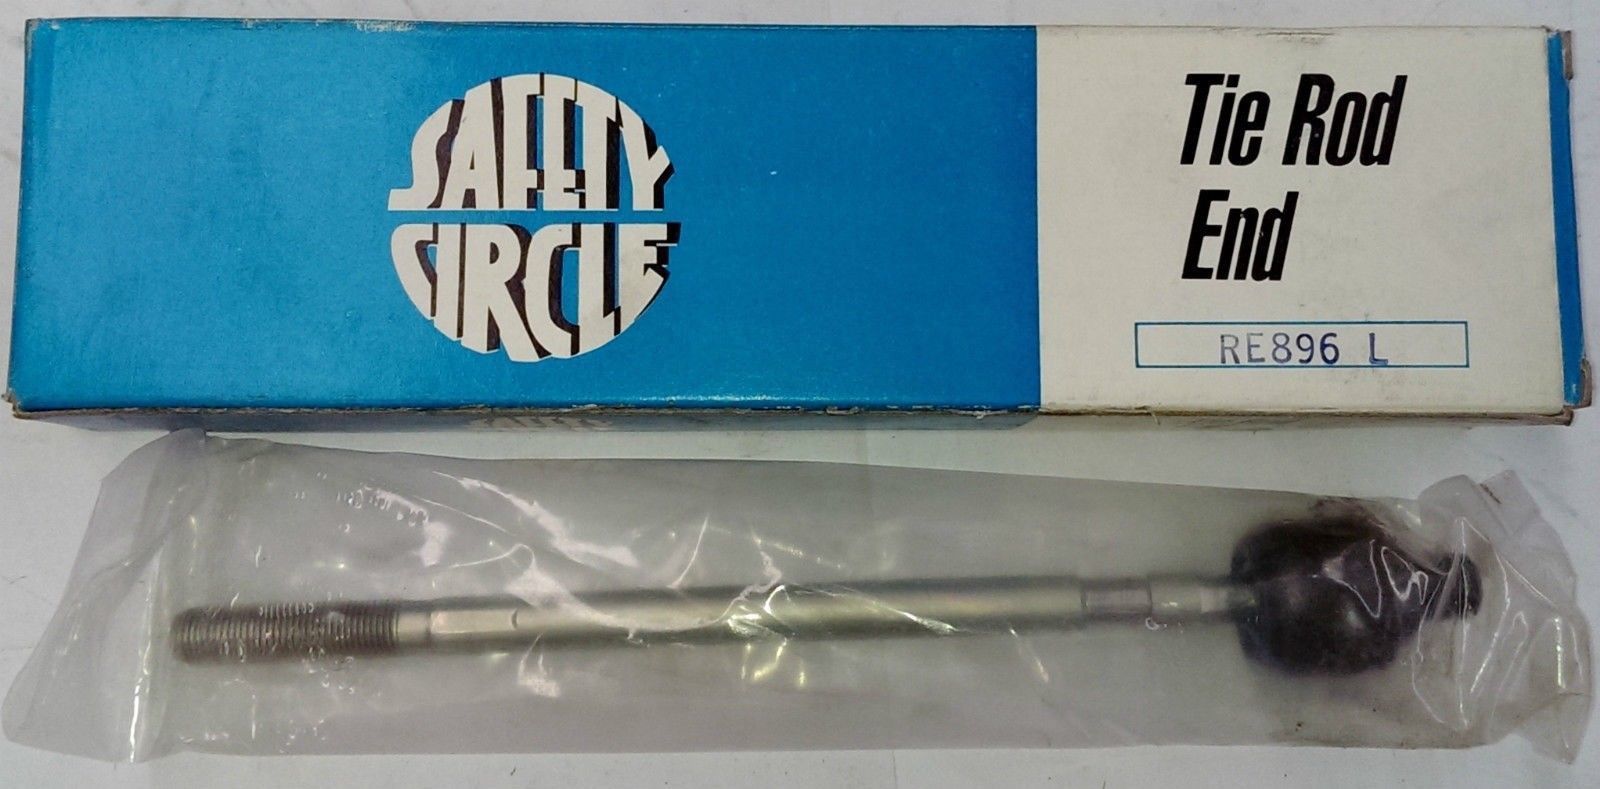 SAFETY
CIRCLE
Tie Rod
End
RE896 L